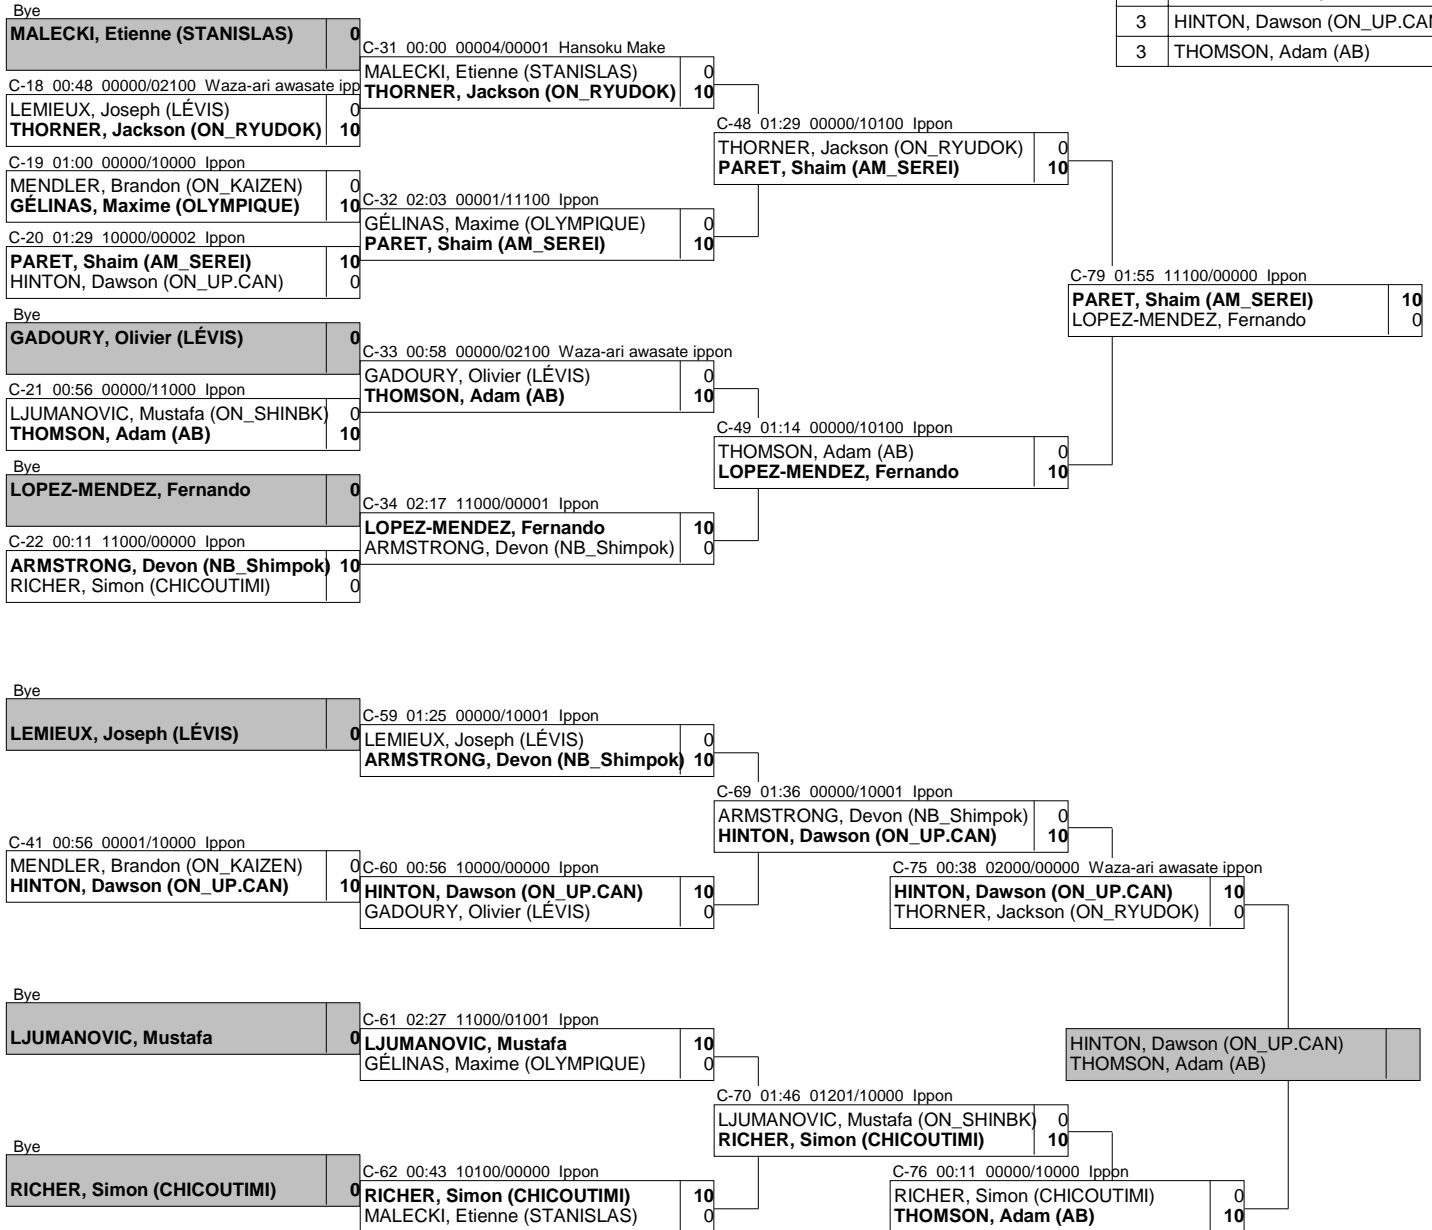 Bye
MALECKI, Etienne (STANISLAS) 0
C-18 00:48 00000/02100 Waza-ari awasate ipp
LEMIEUX, Joseph (LÉVIS) 0
THORNER, Jackson (ON_RYUDOK) 10
C-19 01:00 00000/10000 Ippon
MENDLER, Brandon (ON_KAIZEN) 0
GÉLINAS, Maxime (OLYMPIQUE) 10
C-20 01:29 10000/00002 Ippon
PARET, Shaim (AM_SEREI) 10
HINTON, Dawson (ON_UP.CAN) 0
Bye
GADOURY, Olivier (LÉVIS) 0
C-21 00:56 00000/11000 Ippon
LJUMANOVIC, Mustafa (ON_SHINBK) 0
THOMSON, Adam (AB) 10
Bye
LOPEZ-MENDEZ, Fernando 0
C-22 00:11 11000/00000 Ippon
ARMSTRONG, Devon (NB_Shimpok) 10
RICHER, Simon (CHICOUTIMI) 0
C-31 00:00 00004/00001 Hansoku Make
MALECKI, Etienne (STANISLAS) 0
THORNER, Jackson (ON_RYUDOK) 10
C-32 02:03 00001/11100 Ippon
GÉLINAS, Maxime (OLYMPIQUE) 0
PARET, Shaim (AM_SEREI) 10
C-33 00:58 00000/02100 Waza-ari awasate ippon
GADOURY, Olivier (LÉVIS) 0
THOMSON, Adam (AB) 10
C-34 02:17 11000/00001 Ippon
LOPEZ-MENDEZ, Fernando 10
ARMSTRONG, Devon (NB_Shimpok) 0
C-48 01:29 00000/10100 Ippon
THORNER, Jackson (ON_RYUDOK) 0
PARET, Shaim (AM_SEREI) 10
C-49 01:14 00000/10100 Ippon
THOMSON, Adam (AB) 0
LOPEZ-MENDEZ, Fernando 10
C-79 01:55 11100/00000 Ippon
PARET, Shaim (AM_SEREI) 10
LOPEZ-MENDEZ, Fernando 0
3 HINTON, Dawson (ON_UP.CAN
3 THOMSON, Adam (AB)
Bye
LEMIEUX, Joseph (LÉVIS) 0
C-41 00:56 00001/10000 Ippon
MENDLER, Brandon (ON_KAIZEN) 0
HINTON, Dawson (ON_UP.CAN) 10
Bye
LJUMANOVIC, Mustafa 0
Bye
RICHER, Simon (CHICOUTIMI) 0
C-59 01:25 00000/10001 Ippon
LEMIEUX, Joseph (LÉVIS) 0
ARMSTRONG, Devon (NB_Shimpok) 10
C-60 00:56 10000/00000 Ippon
HINTON, Dawson (ON_UP.CAN) 10
GADOURY, Olivier (LÉVIS) 0
C-61 02:27 11000/01001 Ippon
LJUMANOVIC, Mustafa 10
GÉLINAS, Maxime (OLYMPIQUE) 0
C-62 00:43 10100/00000 Ippon
RICHER, Simon (CHICOUTIMI) 10
MALECKI, Etienne (STANISLAS) 0
C-69 01:36 00000/10001 Ippon
ARMSTRONG, Devon (NB_Shimpok) 0
HINTON, Dawson (ON_UP.CAN) 10
C-70 01:46 01201/10000 Ippon
LJUMANOVIC, Mustafa (ON_SHINBK) 0
RICHER, Simon (CHICOUTIMI) 10
C-75 00:38 02000/00000 Waza-ari awasate ippon
HINTON, Dawson (ON_UP.CAN) 10
THORNER, Jackson (ON_RYUDOK) 0
C-76 00:11 00000/10000 Ippon
RICHER, Simon (CHICOUTIMI) 0
THOMSON, Adam (AB) 10
HINTON, Dawson (ON_UP.CAN)
THOMSON, Adam (AB)